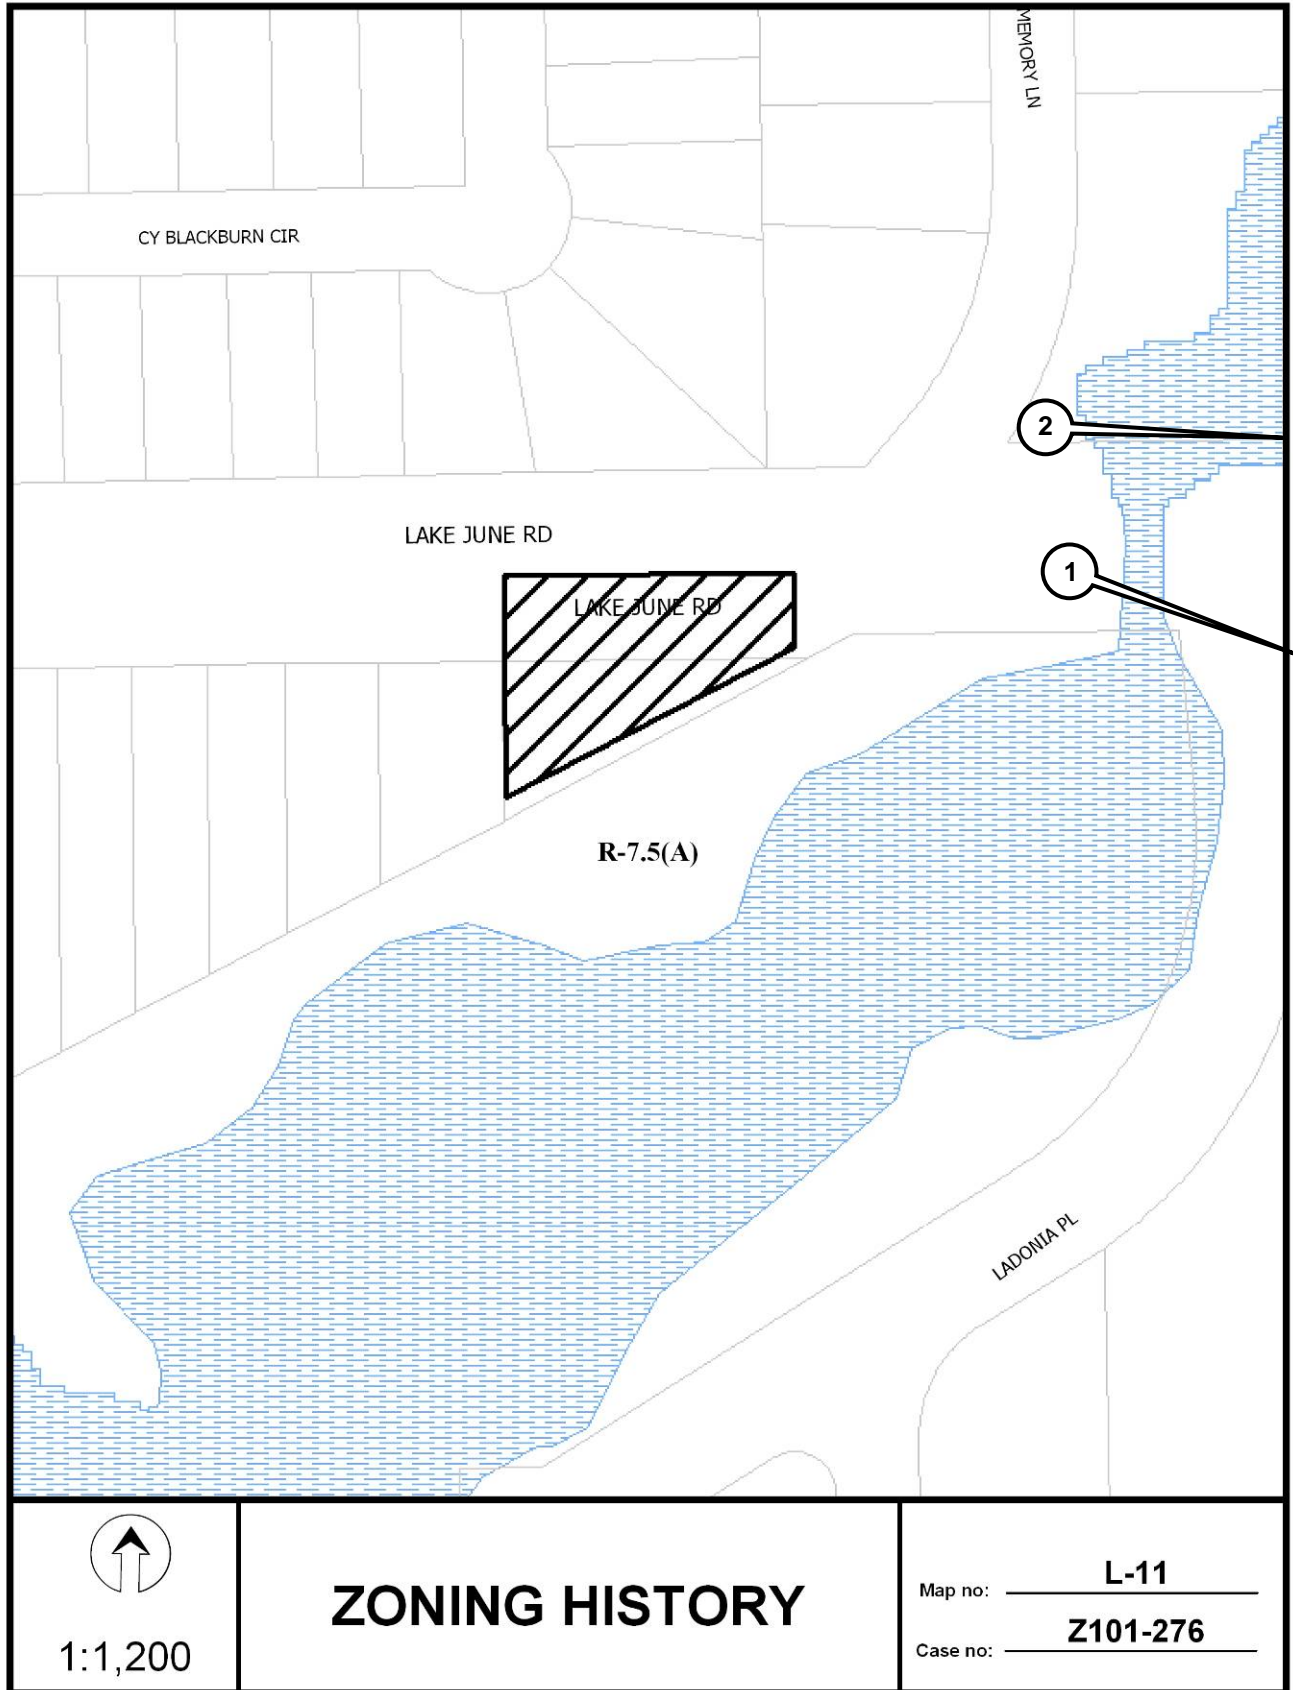 MEMORY LN
CY BLACKBURN CIR
2
LAKE JUNE RD
1
LAKE JUNE RD
R-7.5(A)
LADONIA PL
1:1,200
ZONING HISTORY
Map no: L-11
Case no: Z101-276